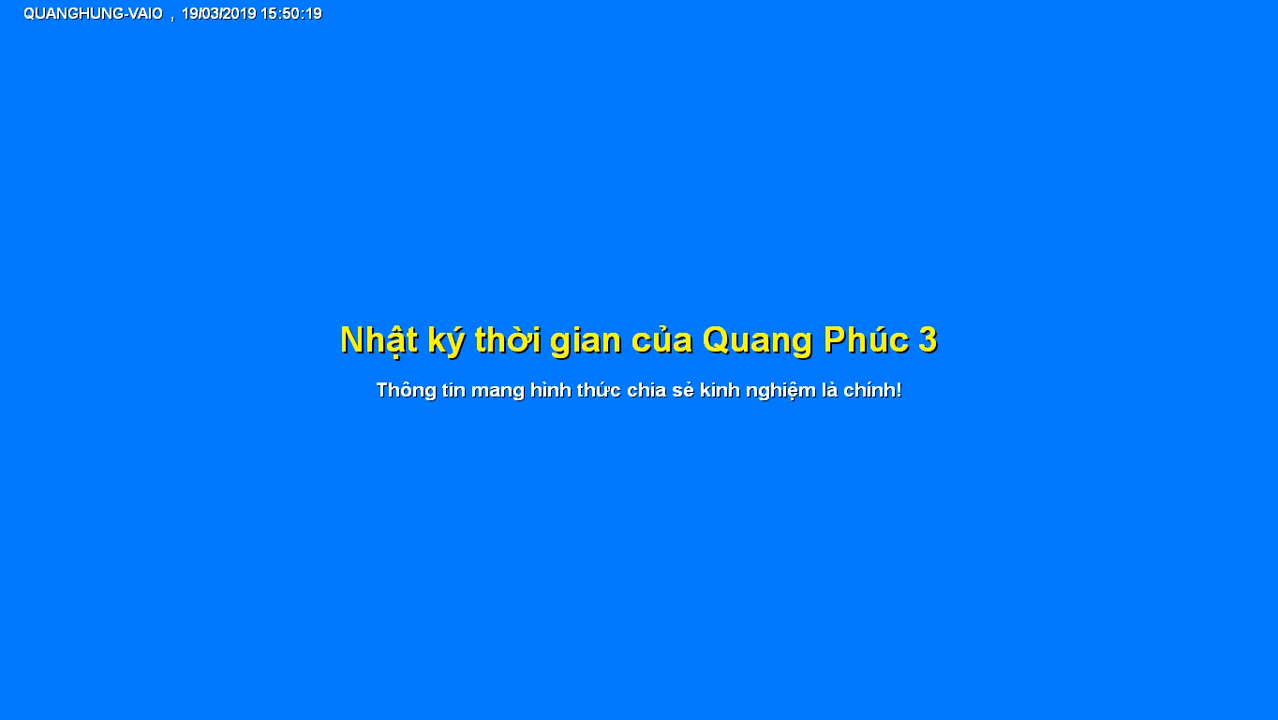 QUANGHUNG-VAIO , 19/03/2019 15:50:19
Nhật ký thời gian của Quang Phúc 3
Thông tin mang hình thức chia sẻ kinh nghiệm là chính!